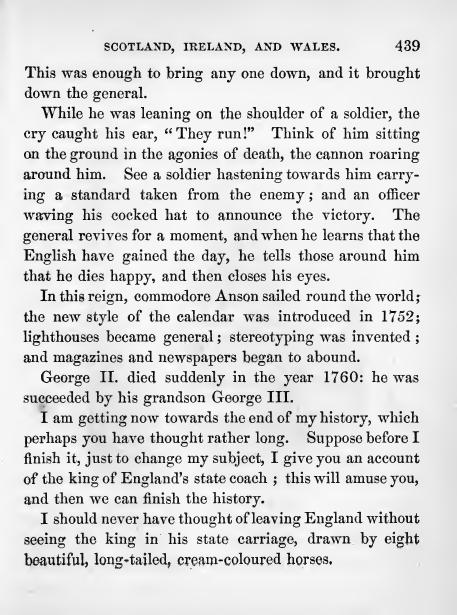 SCOTLAND, IRELAND, AND WALES. 439
This was enough to bring any one down, and it brought
down the general.
While he was leaning on the shoulder of a soldier, the
cry caught his ear, “They run!” Think of him sitting
on the ground in the agonies of death, the cannon roaring
around him. See a soldier hastening towards him carry-
ing a standard taken from the enemy; and an officer
waving his cocked hat to announce the victory. The
general revives for a moment, and when he learns that the
English have gained the day, he tells those around him
that he dies happy, and then closes his eyes.
In this reign, commodore Anson sailed round the world;
the new style of the calendar was introduced in 1752;
lighthouses became general; stereotyping was invented;
and magazines and newspapers began to abound.
George II. died suddenly in the year 1760: he was
succeeded by his grandson George III.
I am getting now towards the end of my history, which
perhaps you have thought rather long. Suppose before I
finish it, just to change my subject, I give you an account
of the king of England’s state coach; this will amuse you,
and then we can finish the history.
I should never have thought of leaving England without
seeing the king in his state carriage, drawn by eight
beautiful, long-tailed, cream-coloured horses.